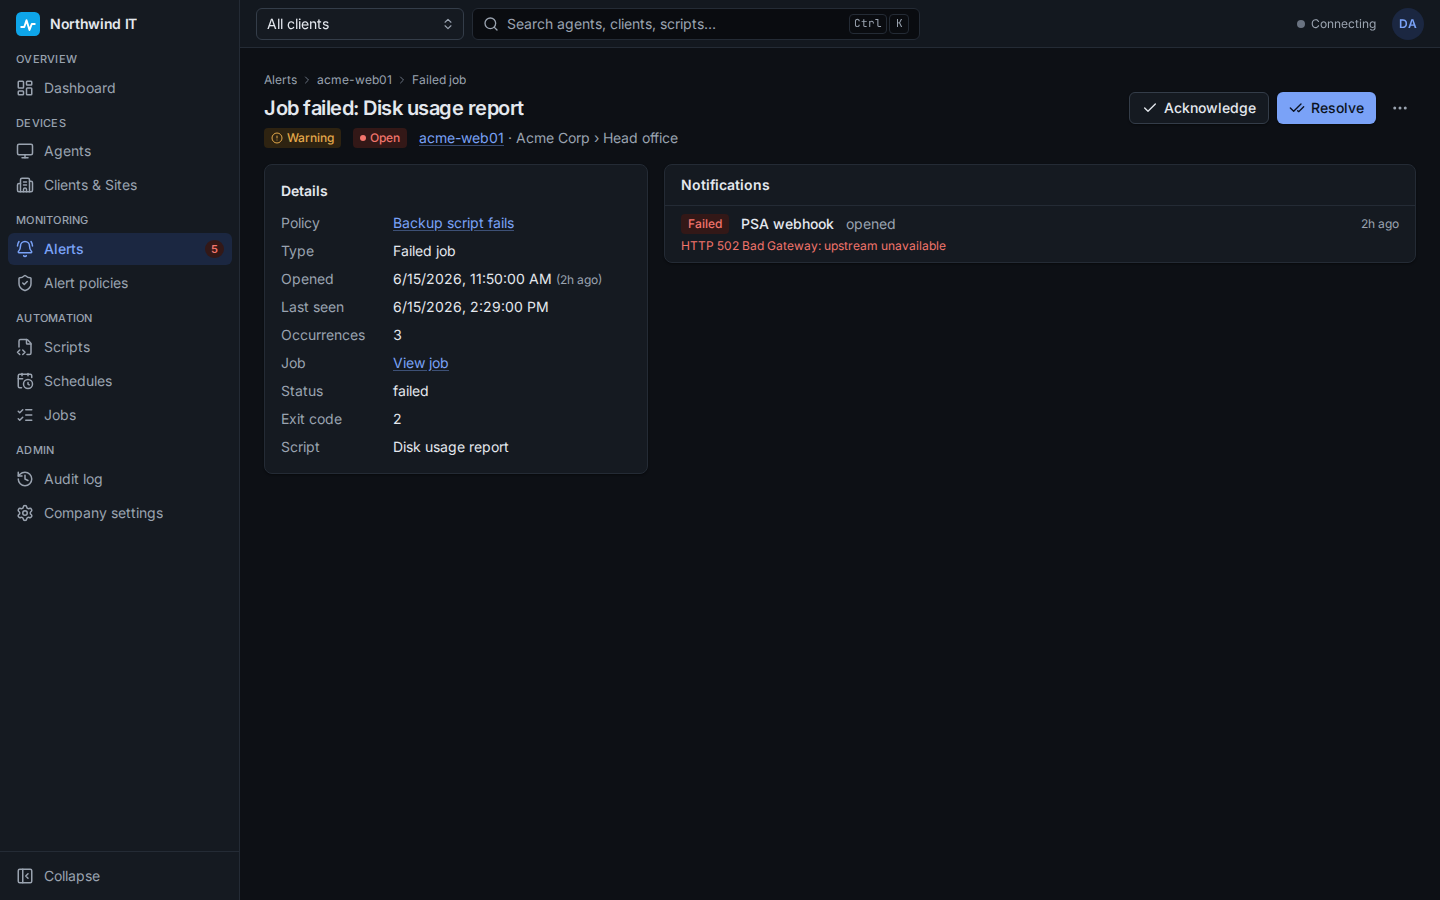 Northwind IT
OVERVIEW
Dashboard
DEVICES
Agents
Clients & Sites
MONITORING
Alerts 5
Alert policies
AUTOMATION
Scripts
Schedules
Jobs
ADMIN
Audit log
Company settings
Collapse
All clients
Search agents, clients, scripts... Ctrl K
Connecting DA
Alerts > acme-web01 > Failed job
Job failed: Disk usage report
Acknowledge Resolve
Warning Open acme-web01 · Acme Corp › Head office
Details
Policy Backup script fails
Type Failed job
Opened 6/15/2026, 11:50:00 AM (2h ago)
Last seen 6/15/2026, 2:29:00 PM
Occurrences 3
Job View job
Status failed
Exit code 2
Script Disk usage report
Notifications
Failed PSA webhook opened 2h ago
HTTP 502 Bad Gateway: upstream unavailable